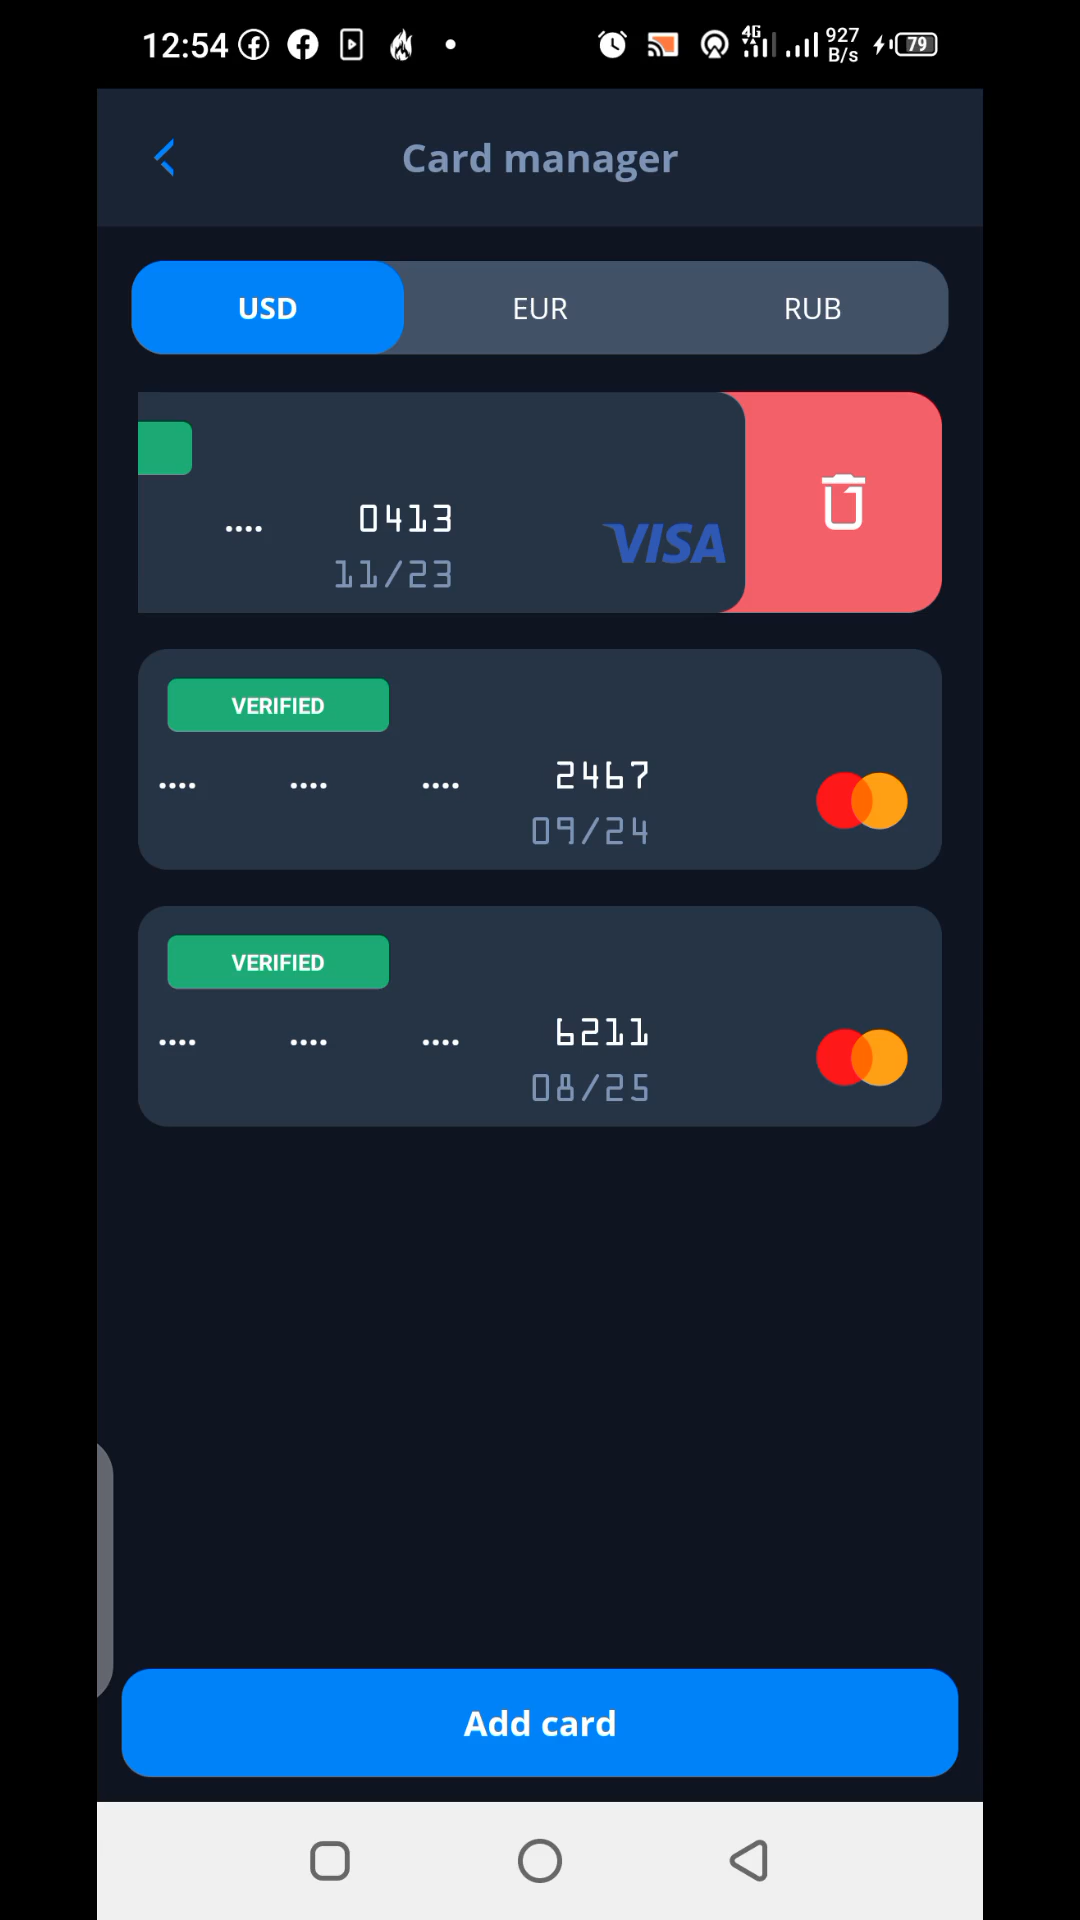 12:54 4G 927 B/s 79
Card manager
USD EUR RUB
.... 0413
11/23 VISA
VERIFIED
.... .... .... 2467
09/24
VERIFIED
.... .... .... 6211
08/25
Add card